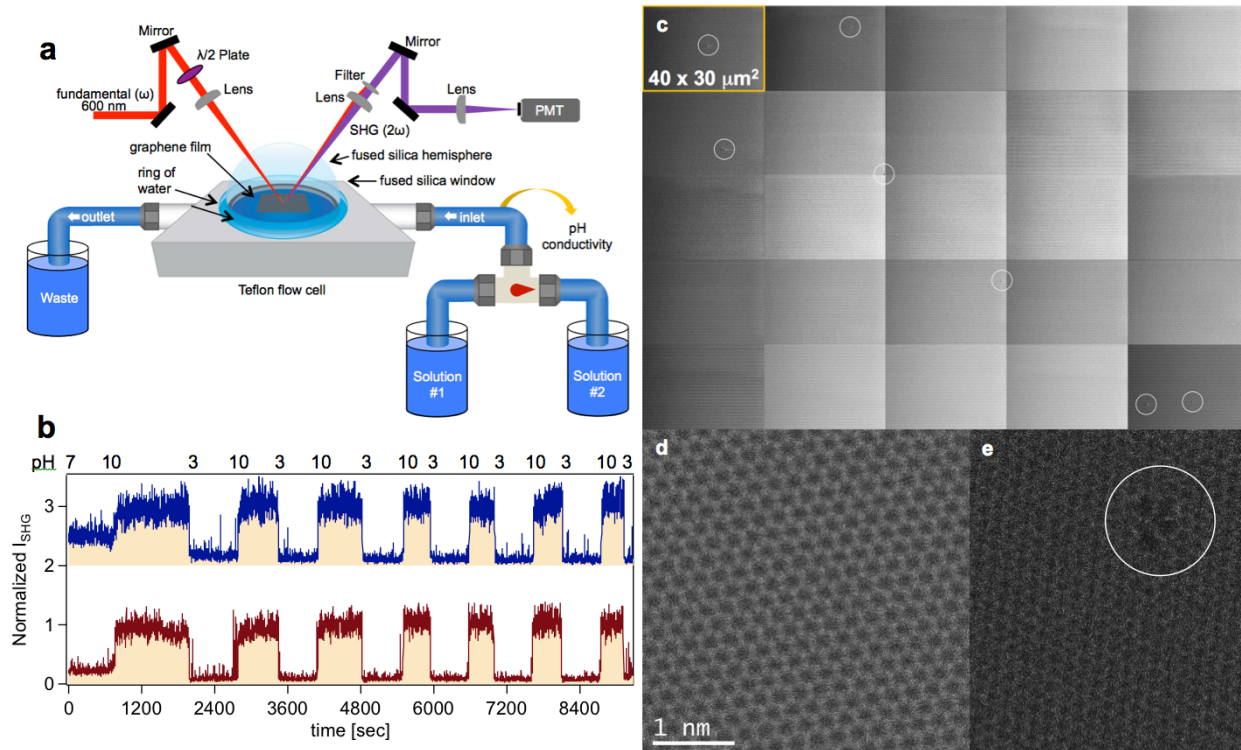 a
Mirror
λ/2 Plate
Lens
fundamental (ω)
600 nm
Mirror
Filter
Lens
Lens
SHG (2ω)
PMT
graphene film
fused silica hemisphere
ring of
water
fused silica window
outlet
inlet
pH
conductivity
Waste
Teflon flow cell
Solution
#1
Solution
#2
b
pH 7 10 3 10 3 10 3 10 3 10 3 10 3 10 3
3
2
1
0
Normalized ISHG
0 1200 2400 3600 4800 6000 7200 8400
time [sec]
c
40 x 30 μm²
d
1 nm
e